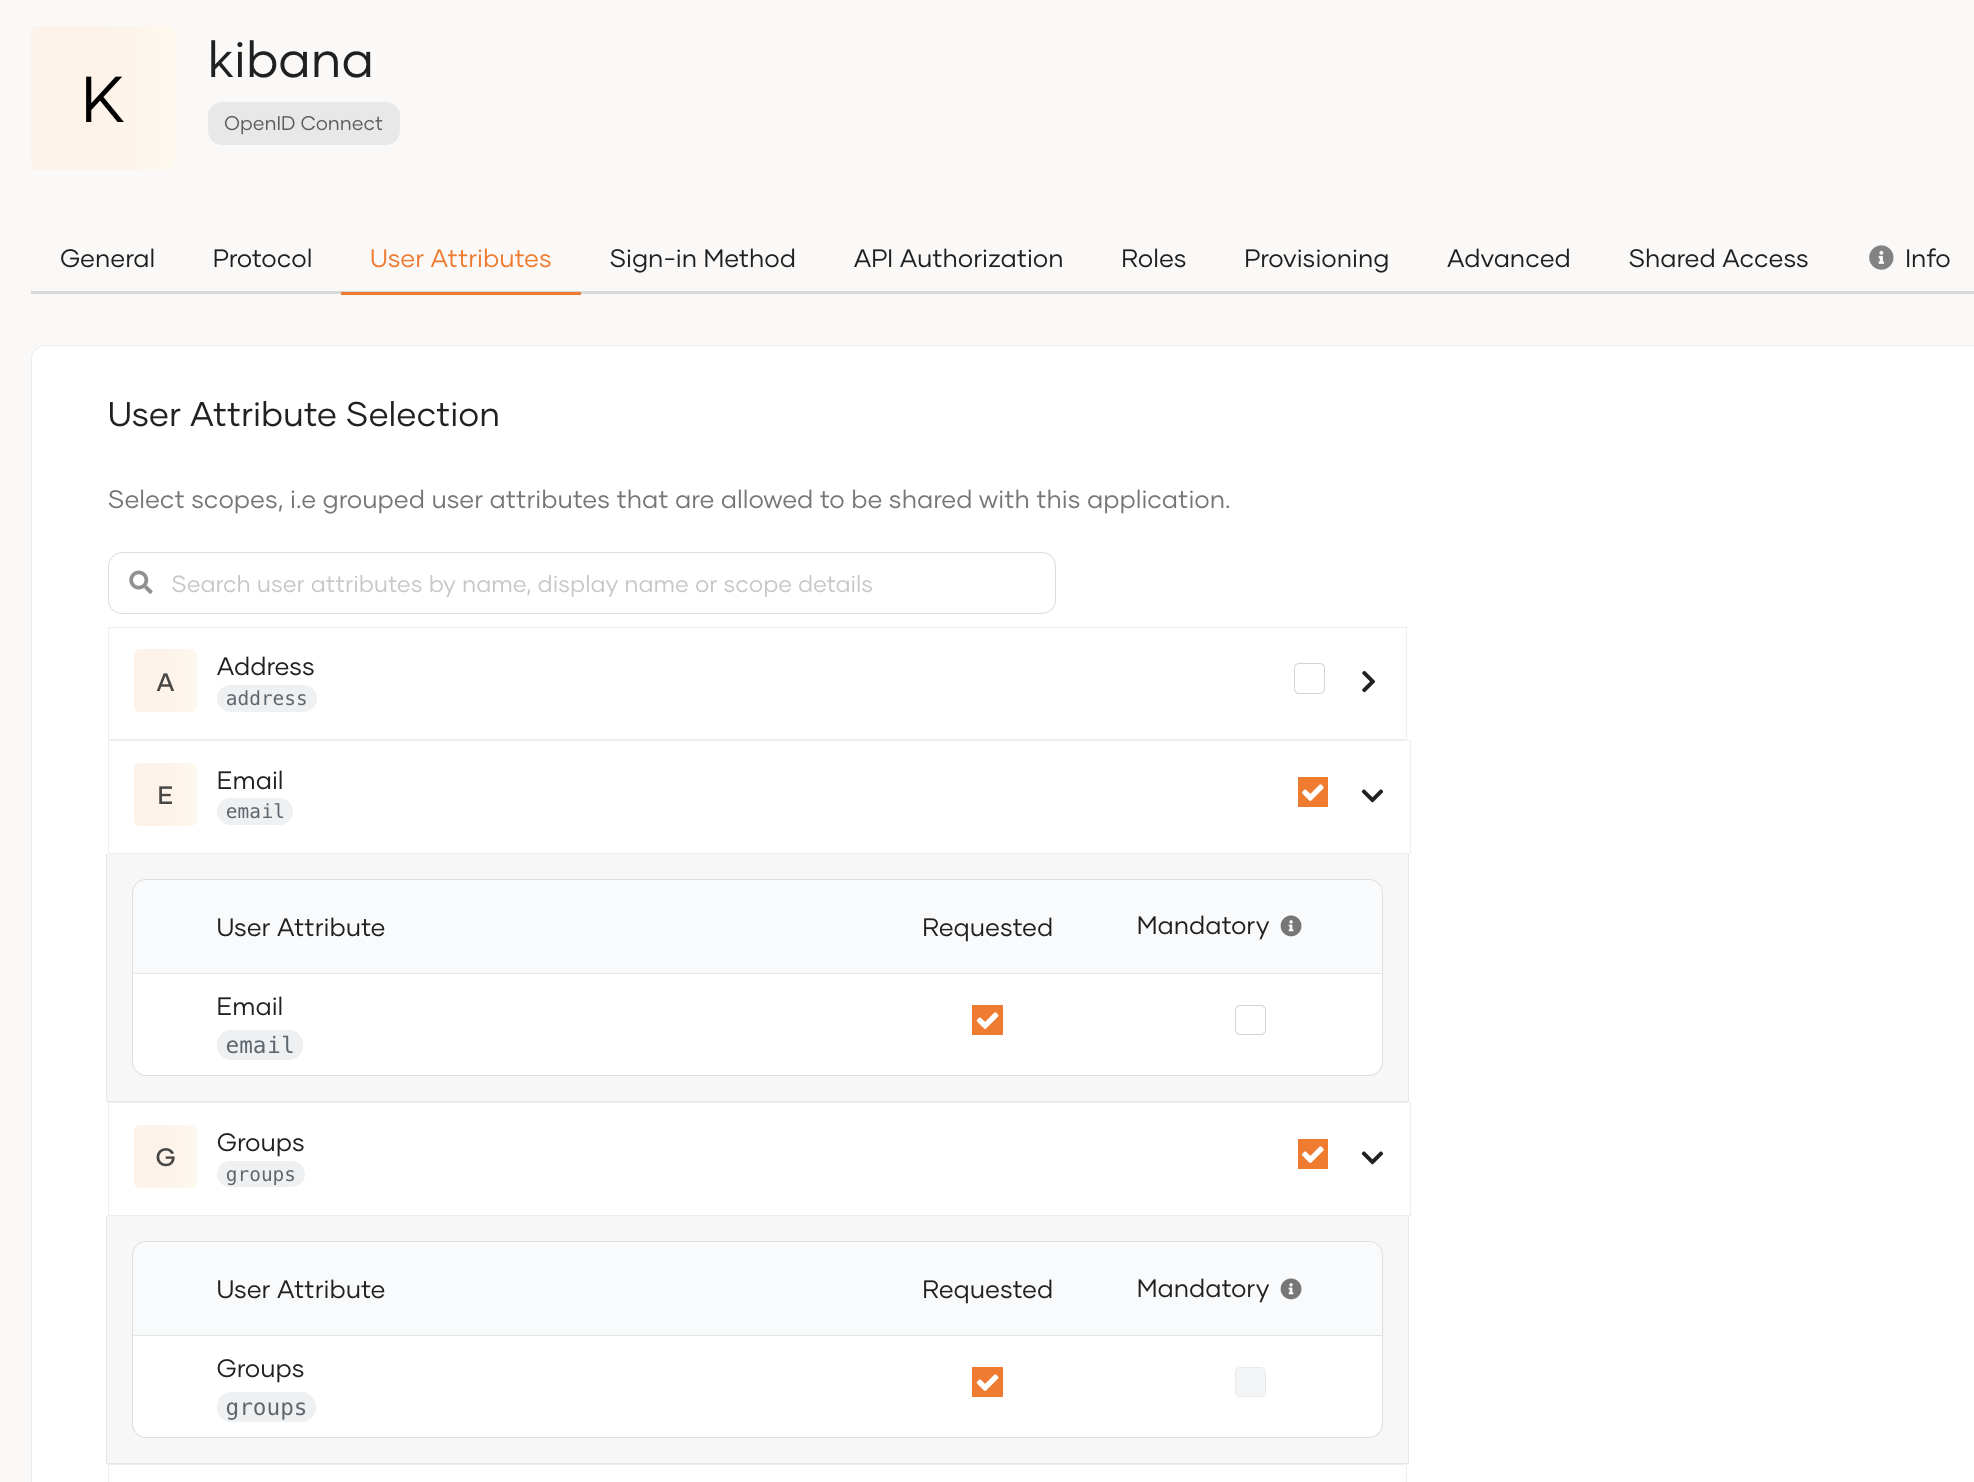 K
kibana
OpenID Connect
General Protocol User Attributes Sign-in Method API Authorization Roles Provisioning Advanced Shared Access Info
User Attribute Selection
Select scopes, i.e grouped user attributes that are allowed to be shared with this application.
Search user attributes by name, display name or scope details
A
Address
address
E
Email
email
User Attribute Requested Mandatory
Email
email
G
Groups
groups
User Attribute Requested Mandatory
Groups
groups